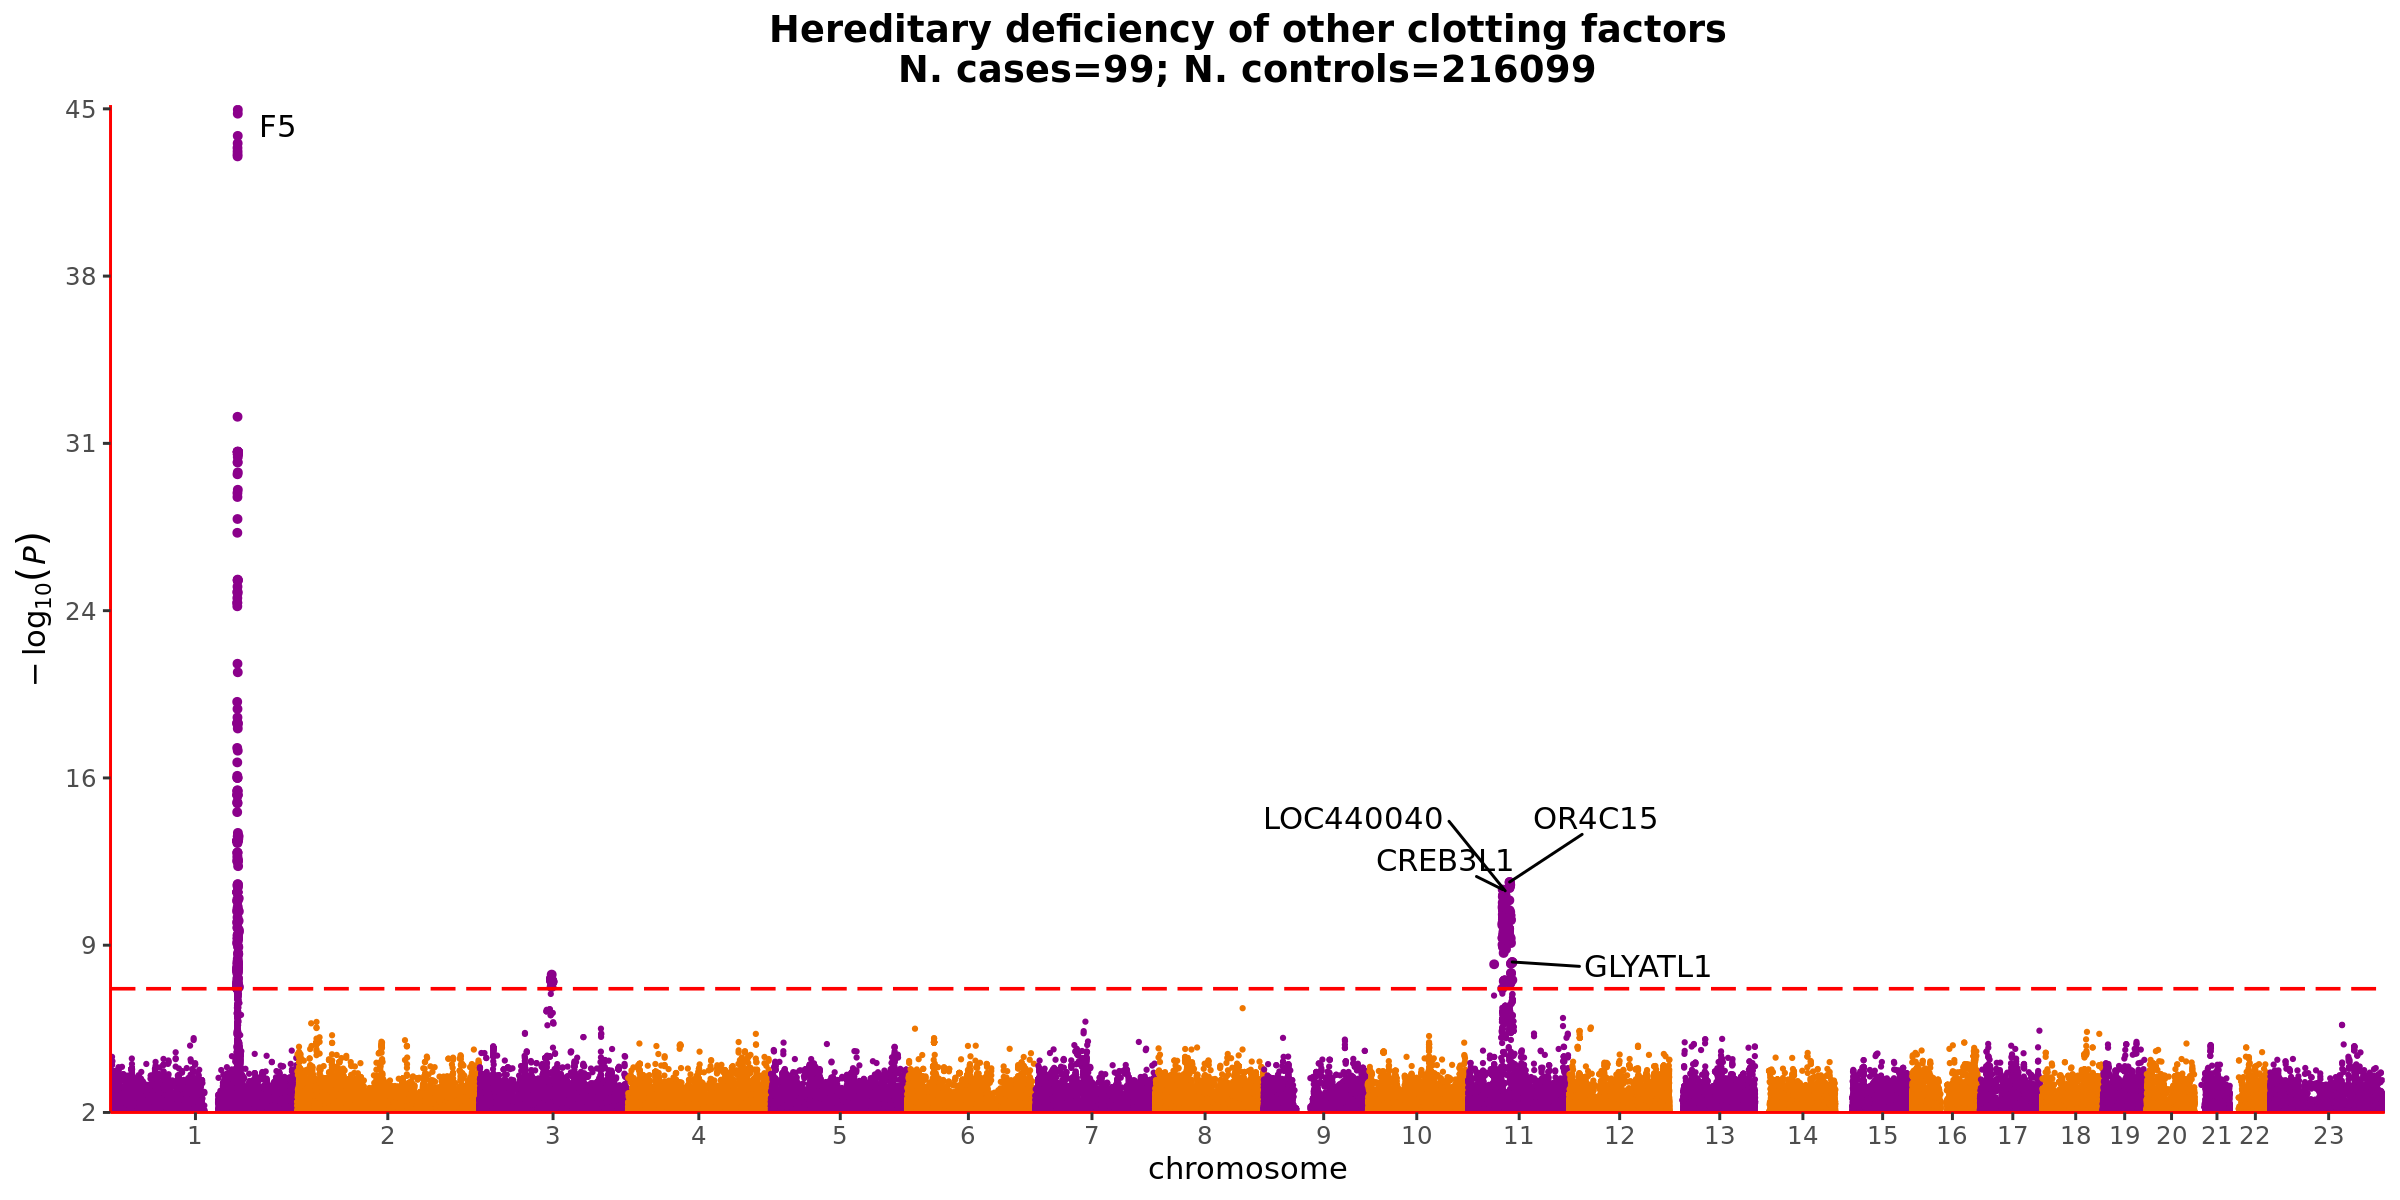 Hereditary deficiency of other clotting factors
N. cases=99; N. controls=216099
45
F5
38
31
24
16
9
2
− log10(P)
LOC440040
OR4C15
CREB3L1
GLYATL1
1 2 3 4 5 6 7 8 9 10 11 12 13 14 15 16 17 18 19 20 21 22 23
chromosome